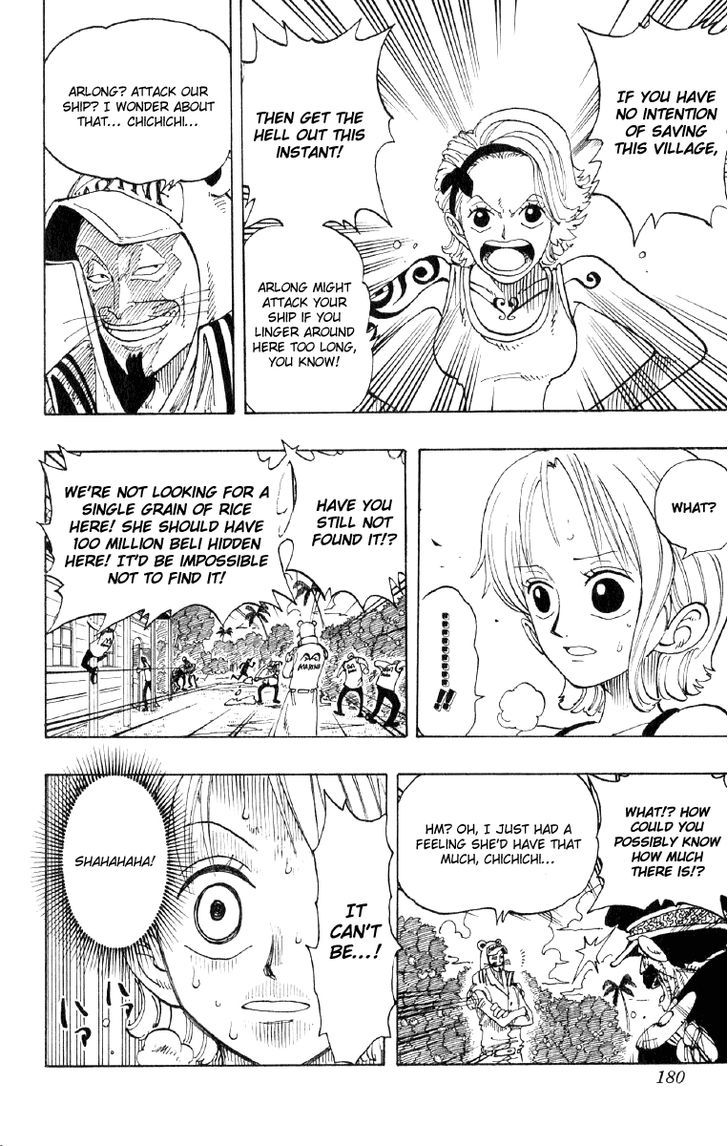 IF YOU HAVE
NO INTENTION
OF SAVING
THIS VILLAGE,
THEN GET THE
HELL OUT THIS
INSTANT!
ARLONG MIGHT
ATTACK YOUR
SHIP IF YOU
LINGER AROUND
HERE TOO LONG,
YOU KNOW!
ARLONG? ATTACK OUR
SHIP? I WONDER ABOUT
THAT... CHICHICHI...
WHAT?
!!
HAVE YOU
STILL NOT
FOUND IT!?
WE'RE NOT LOOKING FOR A
SINGLE GRAIN OF RICE
HERE! SHE SHOULD HAVE
100 MILLION BELI HIDDEN
HERE! IT'D BE IMPOSSIBLE
NOT TO FIND IT!
WHAT!? HOW
COULD YOU
POSSIBLY KNOW
HOW MUCH
THERE IS!?
HM? OH, I JUST HAD A
FEELING SHE'D HAVE THAT
MUCH, CHICHICHI...
IT
CAN'T
BE...!
SHAHAHAHA!
ハァ
ハァ
180